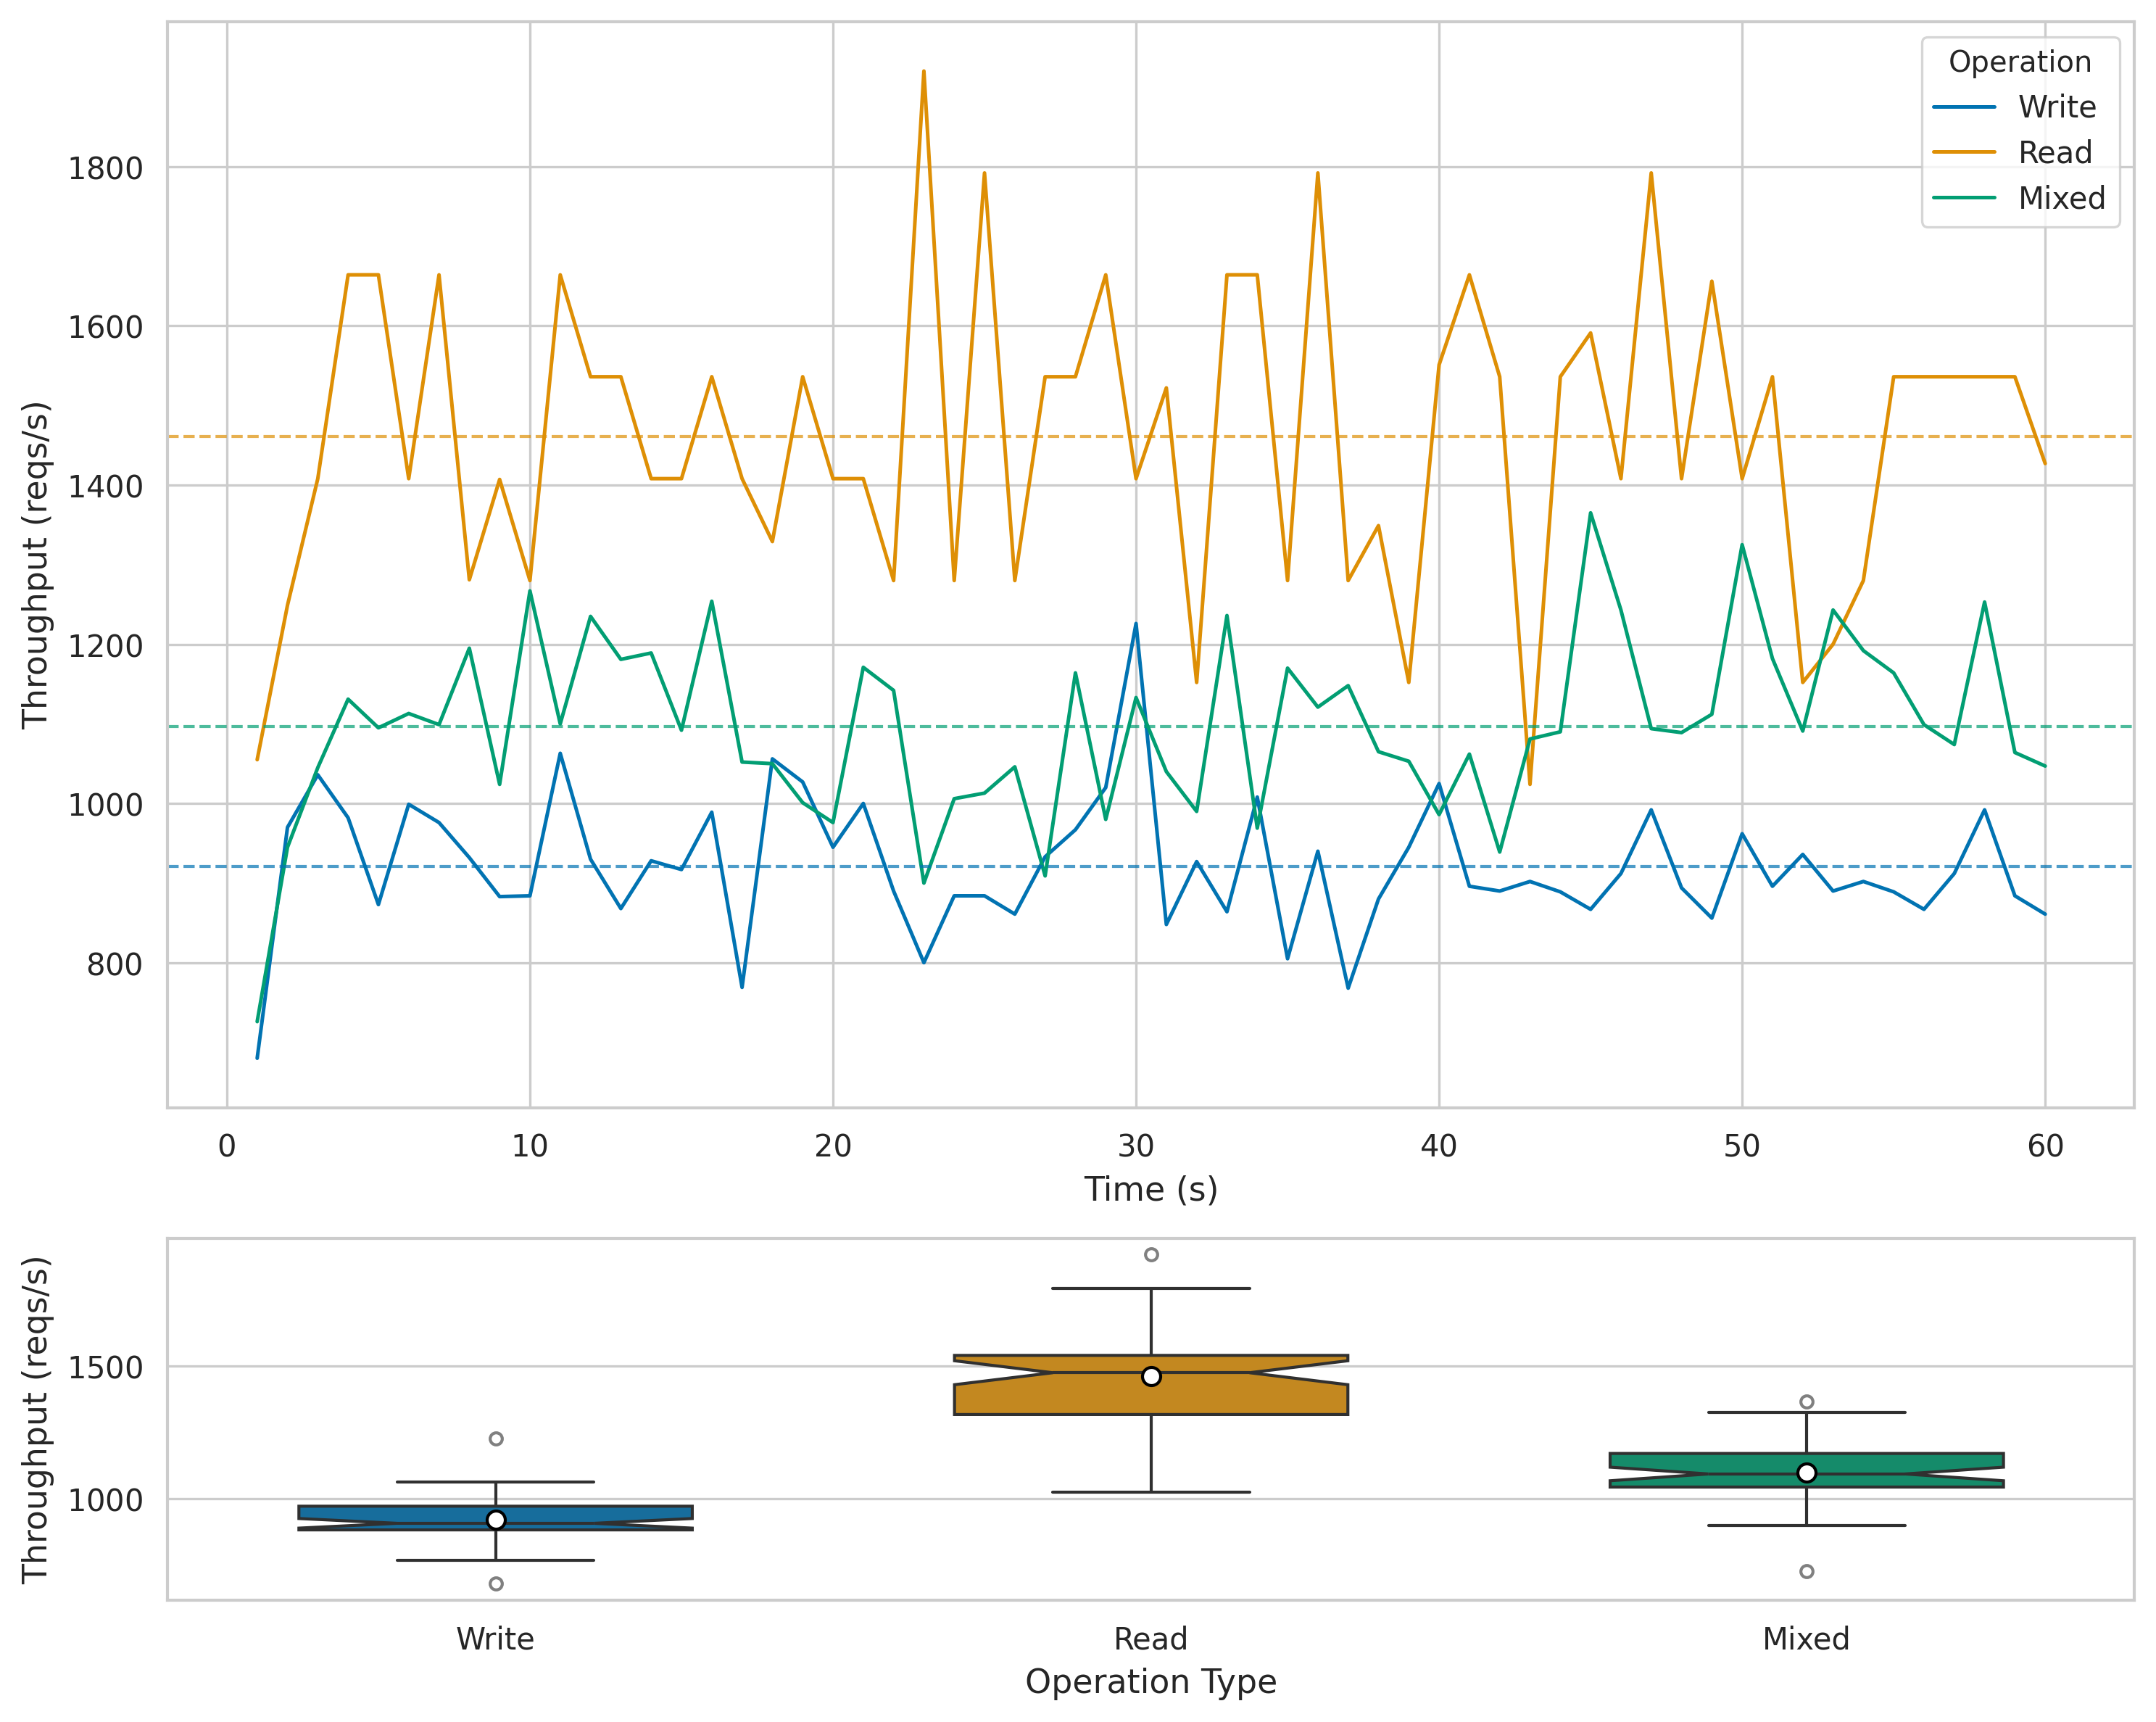 Throughput (reqs/s)
1800
1600
1400
1200
1000
800
Operation
Write
Read
Mixed
0 10 20 30 40 50 60
Time (s)
Throughput (reqs/s)
1500
1000
Write Read Mixed
Operation Type